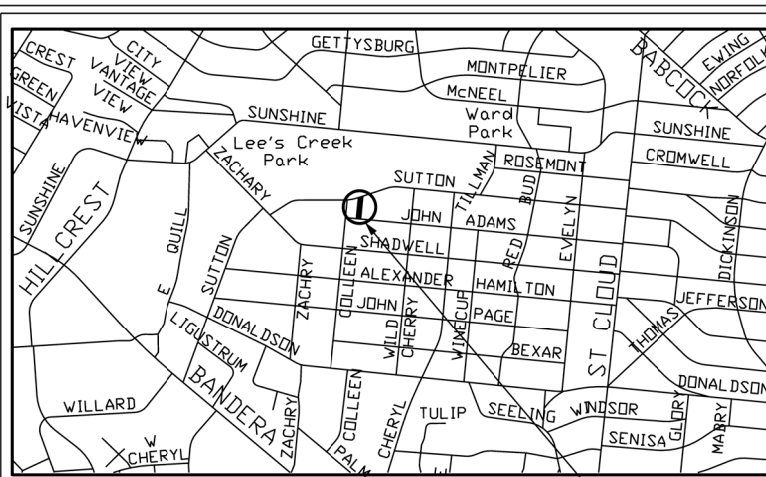 GETTYSBURG
CREST
CITY
VIEW
VANTAGE
VIEW
GREEN
VISTA
HAVENVIEW
BABCOCK
EWING
NORFOLK
MONTPELIER
McNEEL
SUNSHINE
Ward
Park
SUNSHINE
Lee's Creek
Park
ZACHARY
ROSEMONT
CROMWELL
SUTTON
TILLMAN
BUD
RED
EVELYN
DICKINSON
SUNSHINE
HILLCREST
QUILL
E
SUTTON
1
JOHN ADAMS
SHADWELL
ALEXANDER HAMILTON
JOHN PAGE
ZACHRY
COLLEEN
WILD
CHERRY
WINECUP
ST CLOUD
JEFFERSON
THOMAS
BEXAR
DONALDSON
LIGUSTRUM
BANDERA
DONALDSON
WILLARD
W
CHERYL
ZACHRY
COLLEEN
PALM
CHERYL
TULIP
SEELING
WINDSOR
SENISA
GLORY
MABRY